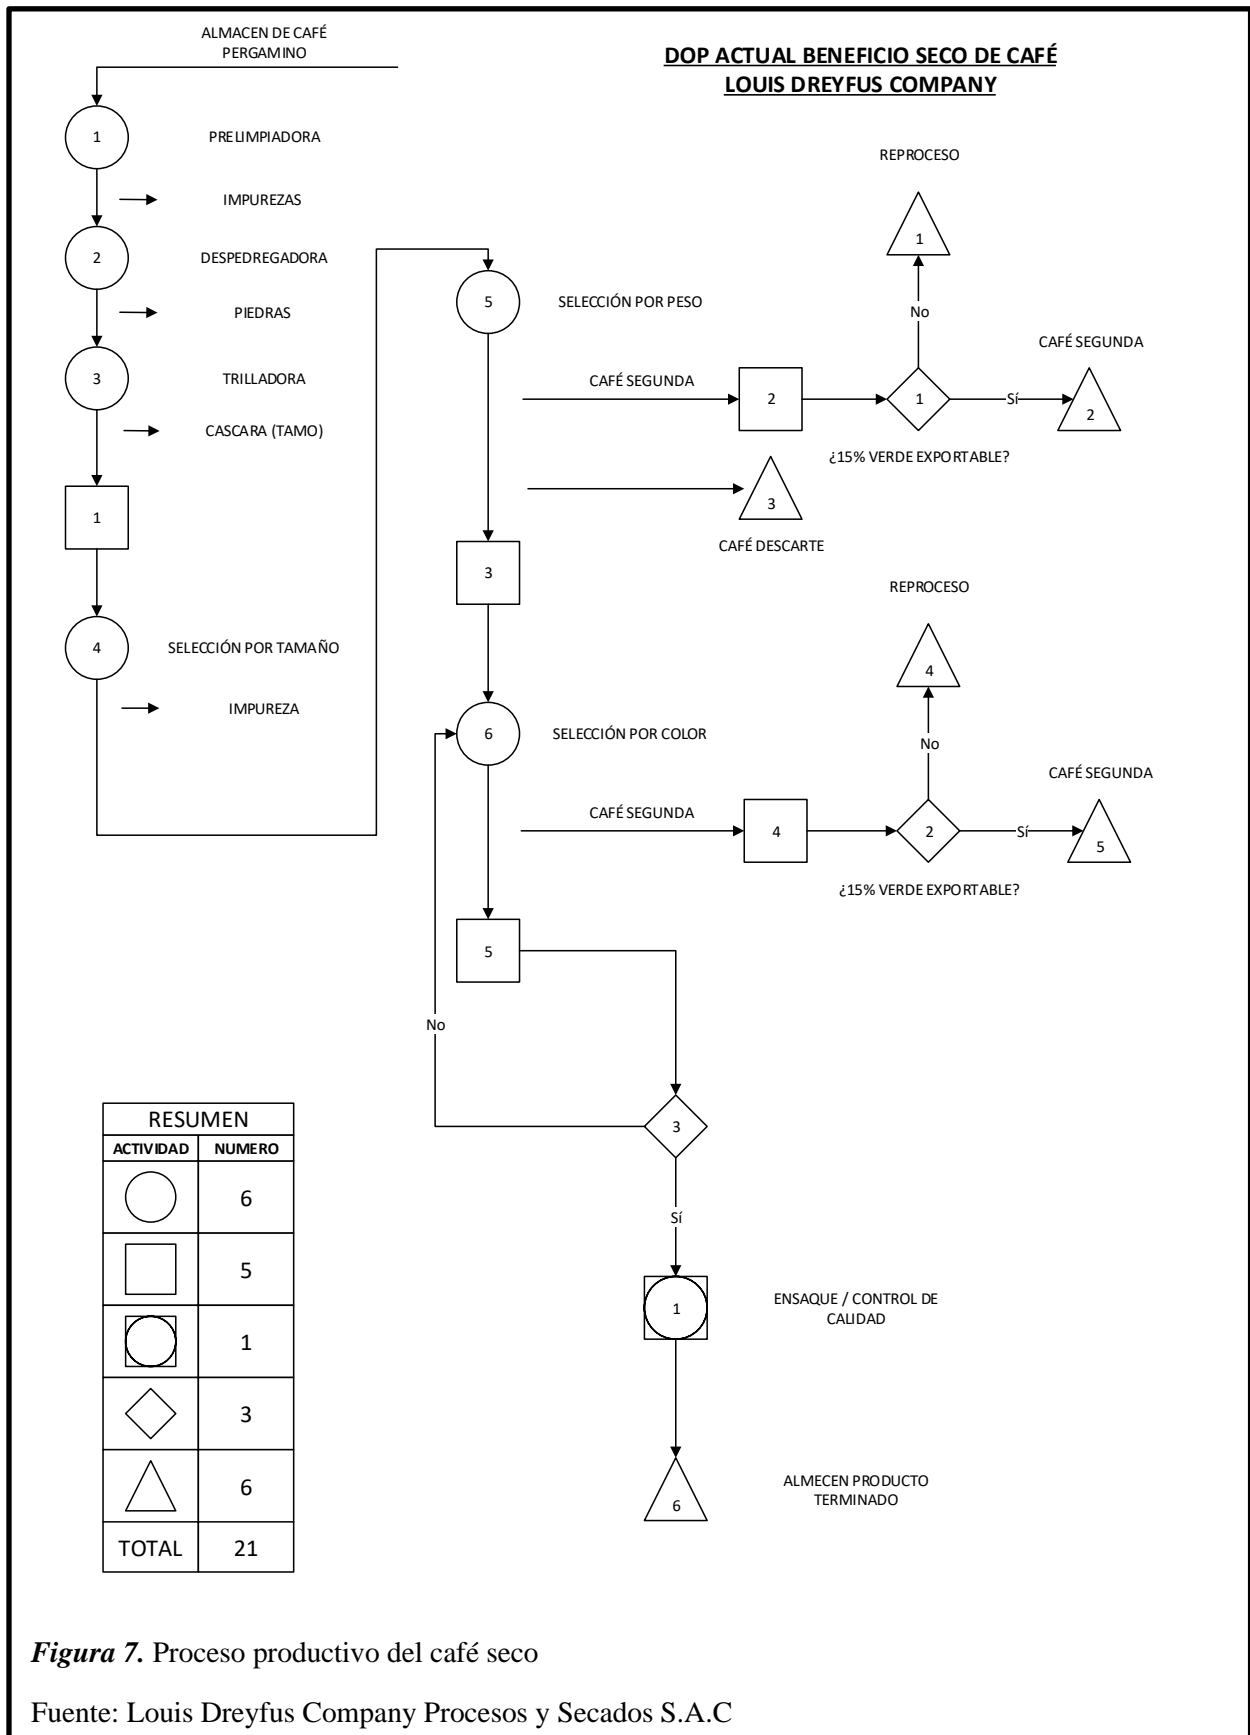 ALMACEN DE CAFÉ
PERGAMINO
DOP ACTUAL BENEFICIO SECO DE CAFÉ
LOUIS DREYFUS COMPANY
1
PRELIMPIADORA
IMPUREZAS
2
DESPEDREGADORA
PIEDRAS
3
TRILLADORA
CASCARA (TAMO)
1
4
SELECCIÓN POR TAMAÑO
IMPUREZA
5
SELECCIÓN POR PESO
CAFÉ SEGUNDA
2
1
¿15% VERDE EXPORTABLE?
No
REPROCESO
1
Sí
CAFÉ SEGUNDA
2
3
CAFÉ DESCARTE
3
6
SELECCIÓN POR COLOR
CAFÉ SEGUNDA
4
2
¿15% VERDE EXPORTABLE?
No
REPROCESO
4
Sí
CAFÉ SEGUNDA
5
5
No
3
Sí
1
ENSAQUE / CONTROL DE
CALIDAD
6
ALMECEN PRODUCTO
TERMINADO
RESUMEN
ACTIVIDAD NUMERO
6
5
1
3
6
TOTAL 21
Figura 7. Proceso productivo del café seco
Fuente: Louis Dreyfus Company Procesos y Secados S.A.C